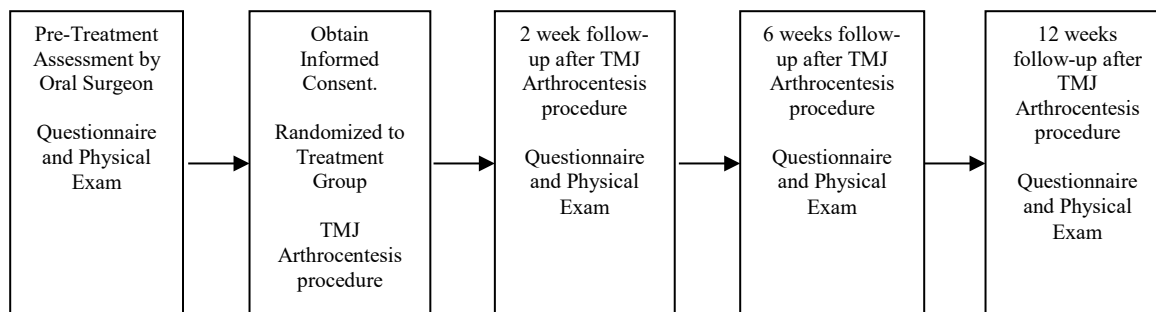 Pre-Treatment
Assessment by
Oral Surgeon
Questionnaire
and Physical
Exam
Obtain
Informed
Consent.
Randomized to
Treatment
Group
TMJ
Arthrocentesis
procedure
2 week follow-
up after TMJ
Arthrocentesis
procedure
Questionnaire
and Physical
Exam
6 weeks follow-
up after TMJ
Arthrocentesis
procedure
Questionnaire
and Physical
Exam
12 weeks
follow-up after
TMJ
Arthrocentesis
procedure
Questionnaire
and Physical
Exam